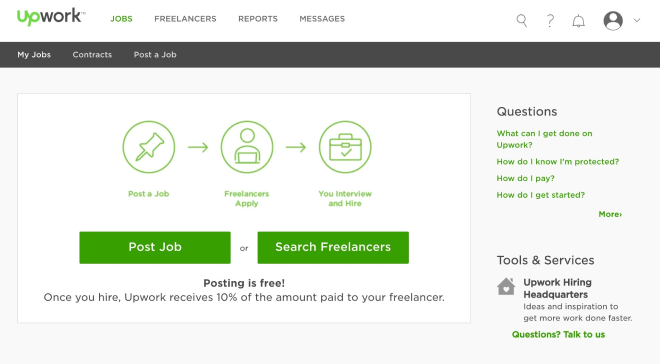 Upwork™
JOBS
FREELANCERS
REPORTS
MESSAGES
?
My Jobs
Contracts
Post a Job
Post a Job
Freelancers
Apply
You Interview
and Hire
Post Job
or
Search Freelancers
Posting is free!
Once you hire, Upwork receives 10% of the amount paid to your freelancer.
Questions
What can I get done on
Upwork?
How do I know I'm protected?
How do I pay?
How do I get started?
More›
Tools & Services
Upwork Hiring
Headquarters
Ideas and inspiration to
get more work done faster.
Questions? Talk to us